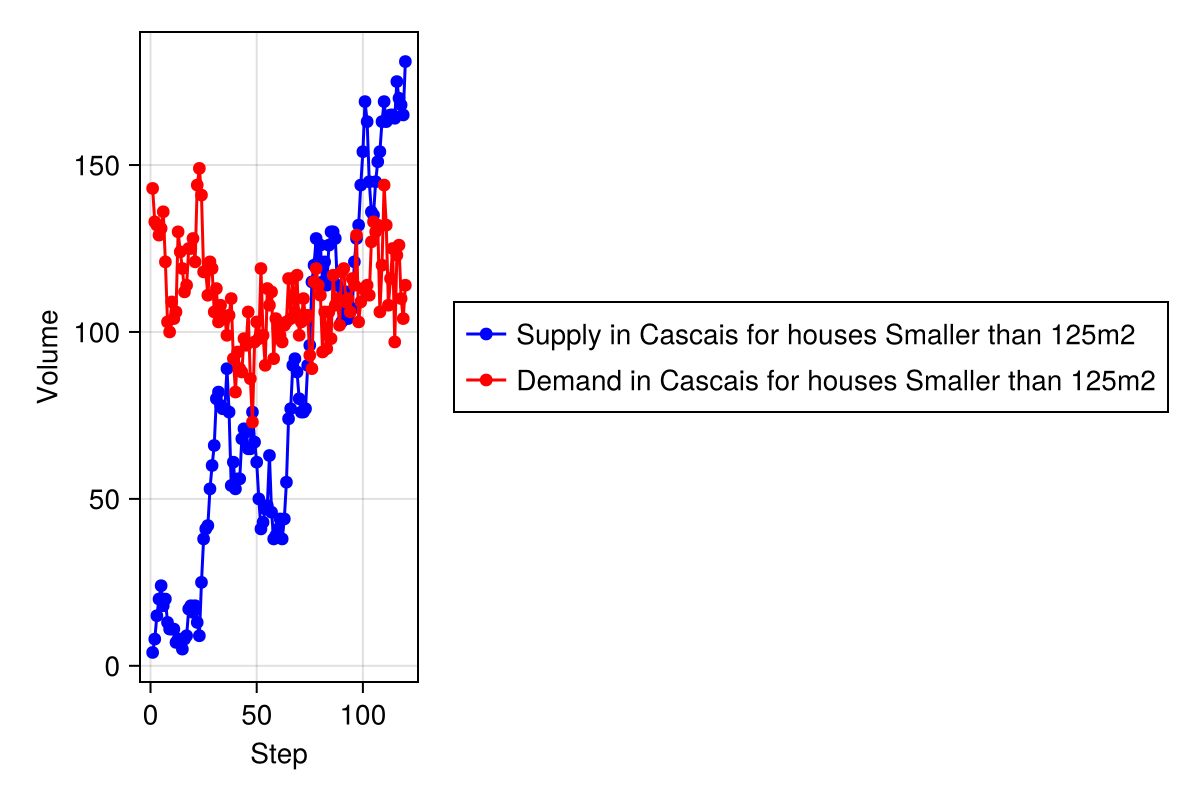 Volume
150
100
50
0
0 50 100
Step
Supply in Cascais for houses Smaller than 125m2
Demand in Cascais for houses Smaller than 125m2